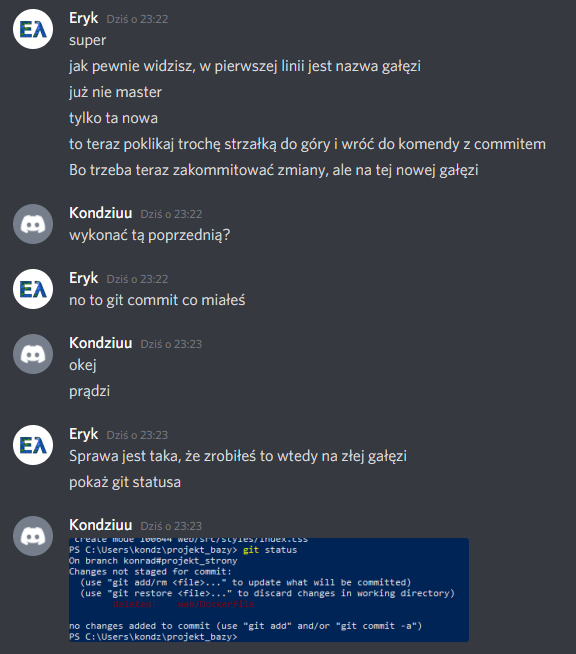 Eryk Dziś o 23:22
super
jak pewnie widzisz, w pierwszej linii jest nazwa gałęzi
już nie master
tylko ta nowa
to teraz poklikaj trochę strzałką do góry i wróć do komendy z commitem
Bo trzeba teraz zakommitować zmiany, ale na tej nowej gałęzi
Kondziuu Dziś o 23:22
wykonać tą poprzednią?
Eryk Dziś o 23:22
no to git commit co miałeś
Kondziuu Dziś o 23:23
okej
prądzi
Eryk Dziś o 23:23
Sprawa jest taka, że zrobiłeś to wtedy na złej gałęzi
pokaż git statusa
Kondziuu Dziś o 23:23
create mode 100644 web/src/styles/index.css
PS C:\Users\kondz\projekt_bazy> git status
On branch konrad#projekt_strony
Changes not staged for commit:
(use "git add/rm <file>..." to update what will be committed)
(use "git restore <file>..." to discard changes in working directory)
deleted: web/Dockerfile
no changes added to commit (use "git add" and/or "git commit -a")
PS C:\Users\kondz\projekt_bazy>